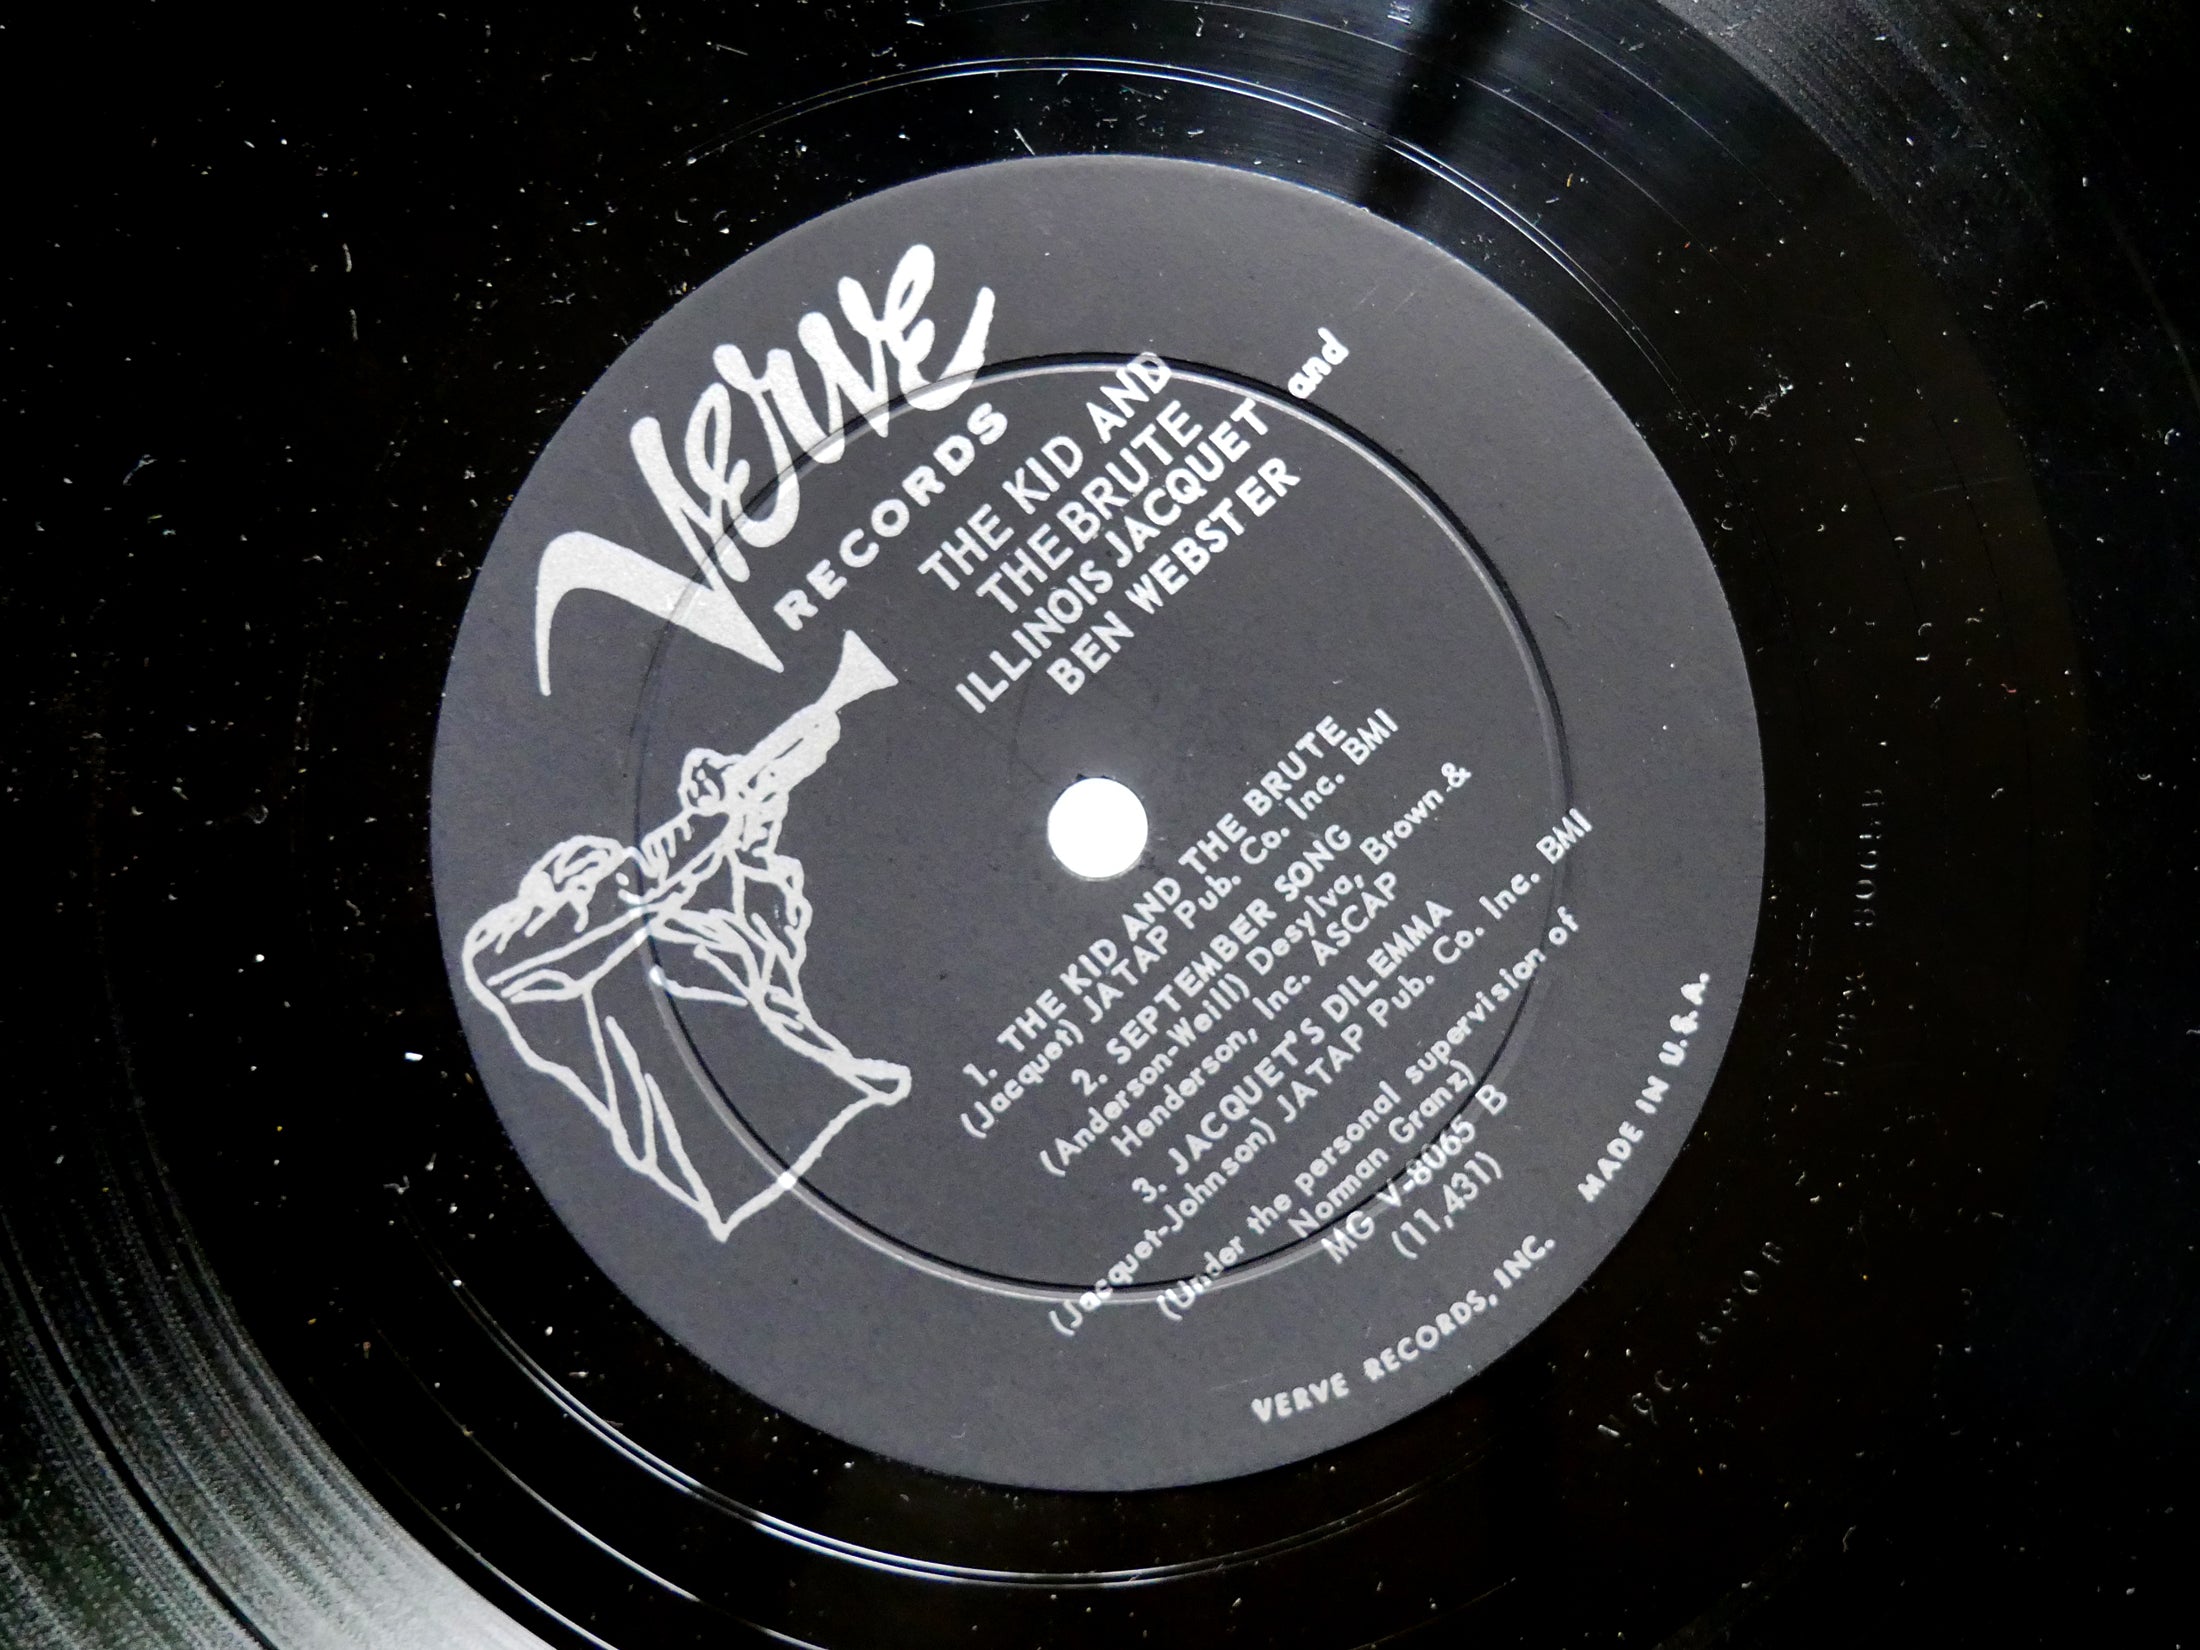 Verve
RECORDS
THE KID AND
THE BRUTE
ILLINOIS JACQUET and
BEN WEBSTER
1. THE KID AND THE BRUTE
(Jacquet) JATAP Pub. Co. Inc. BMI
2. SEPTEMBER SONG
(Anderson-Weill) Desylva, Brown &
Henderson, Inc. ASCAP
3. JACQUET'S DILEMMA
(Jacquet-Johnson) JATAP Pub. Co. Inc. BMI
(Under the personal supervision of
Norman Granz)
MG V-8065 B
(11,431)
VERVE RECORDS, INC. MADE IN U.S.A.